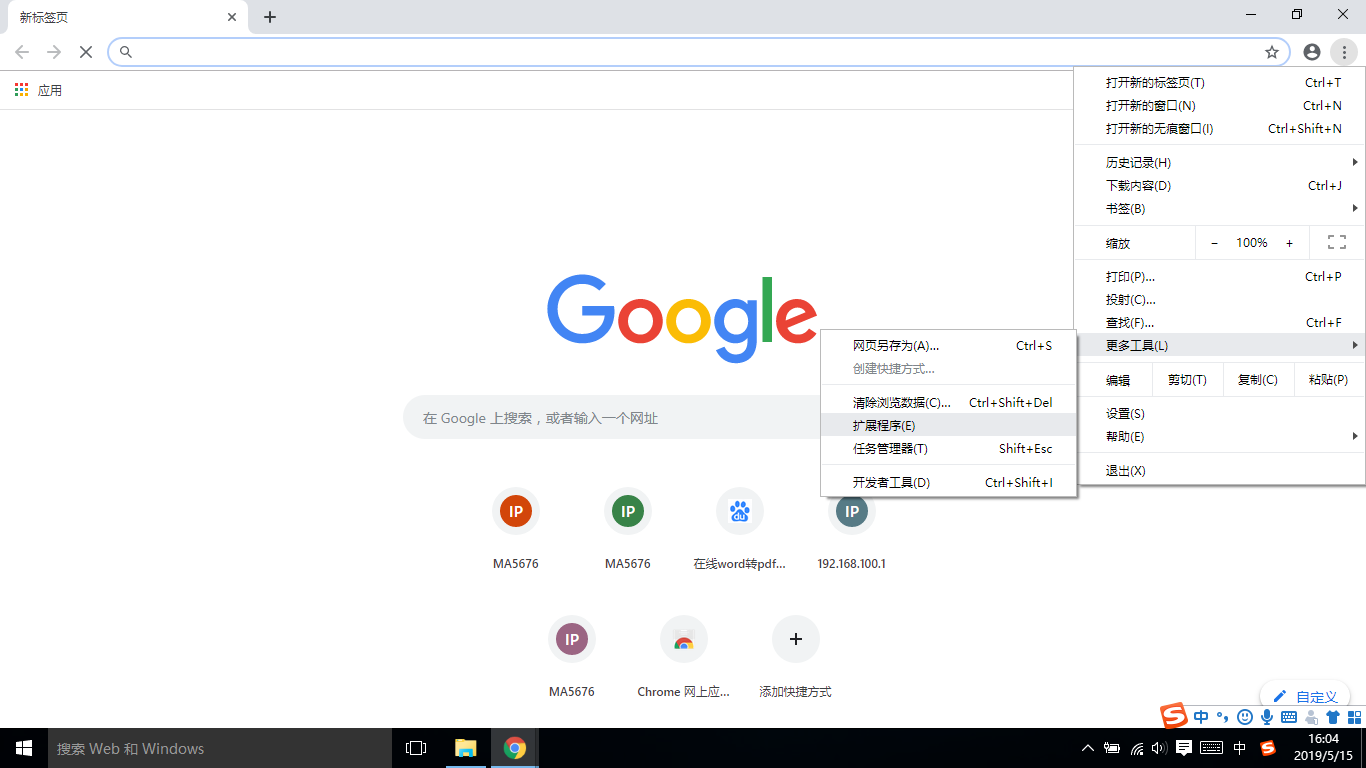 新标签页
应用
打开新的标签页(T) Ctrl+T
打开新的窗口(N) Ctrl+N
打开新的无痕窗口(I) Ctrl+Shift+N
历史记录(H)
下载内容(D) Ctrl+J
书签(B)
缩放 - 100% +
打印(P)... Ctrl+P
投射(C)...
查找(F)... Ctrl+F
更多工具(L)
编辑 剪切(T) 复制(C) 粘贴(P)
设置(S)
帮助(E)
退出(X)
网页另存为(A)... Ctrl+S
创建快捷方式...
清除浏览数据(C)... Ctrl+Shift+Del
扩展程序(E)
任务管理器(T) Shift+Esc
开发者工具(D) Ctrl+Shift+I
Google
在 Google 上搜索，或者输入一个网址
IP IP du IP
MA5676 MA5676 在线word转pdf... 192.168.100.1
IP
MA5676 Chrome 网上应... 添加快捷方式
自定义
S 中
搜索 Web 和 Windows
中 S
16:04
2019/5/15